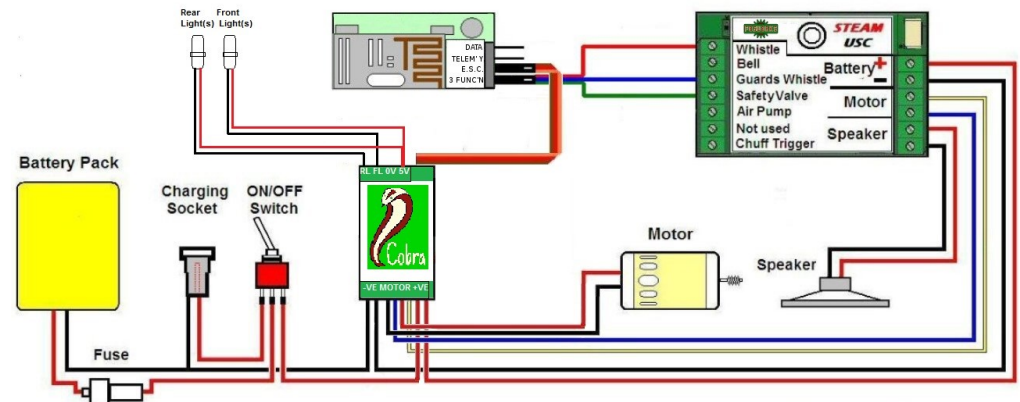 Rear Light(s)
Front Light(s)
DATA
TELEM'Y
E.S.C.
3 FUNC'N
STEAM
USC
Whistle
Bell
Guards Whistle
Safety Valve
Air Pump
Not used
Chuff Trigger
Battery + -
Motor
Speaker
Battery Pack
Charging
Socket
ON/OFF
Switch
RL FL 0V 5V
Cobra
-VE MOTOR +VE
Motor
Speaker
Fuse